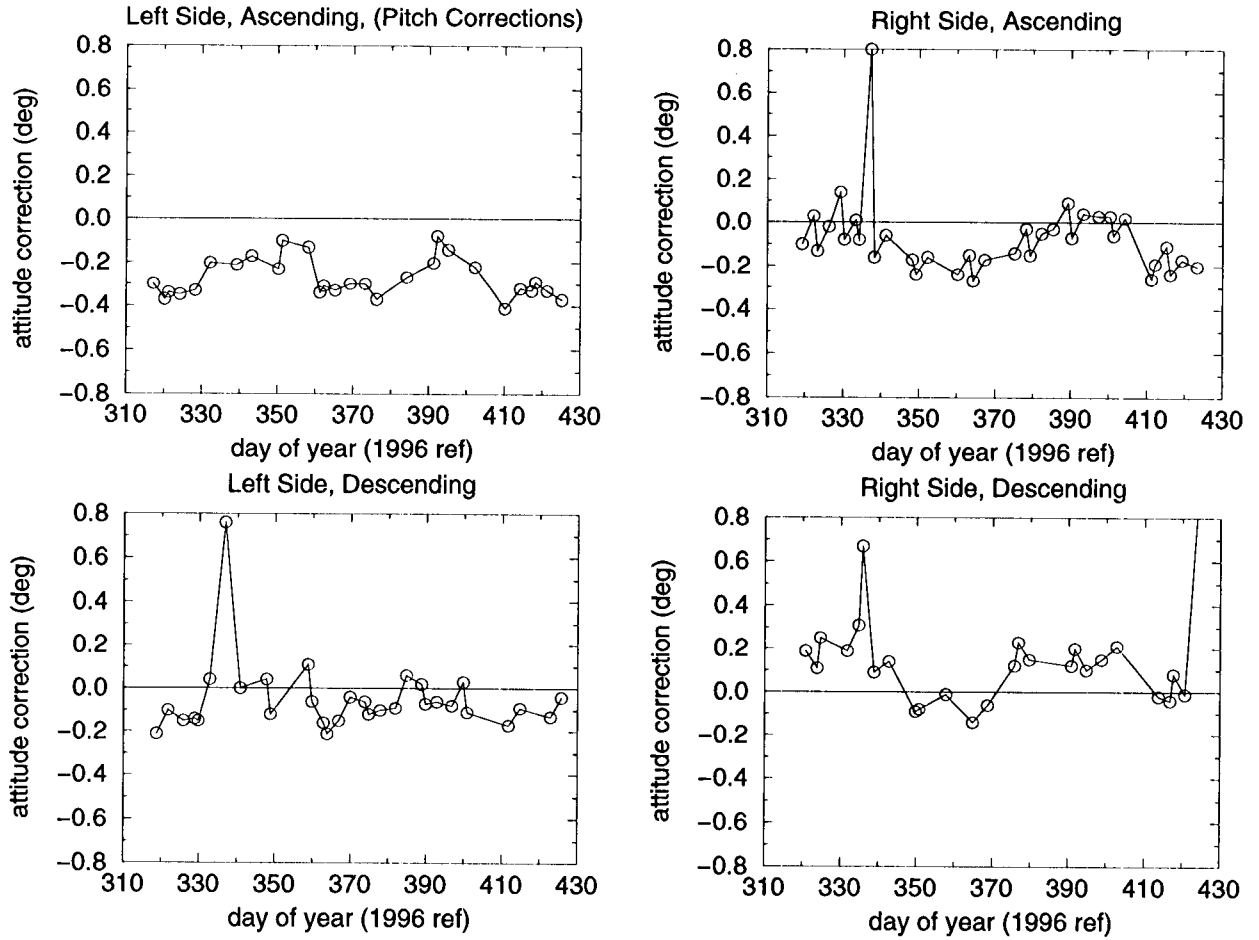 Left Side, Ascending, (Pitch Corrections)
0.8
0.6
0.4
0.2
0.0
−0.2
−0.4
−0.6
−0.8
attitude correction (deg)
310 330 350 370 390 410 430
day of year (1996 ref)
Right Side, Ascending
0.8
0.6
0.4
0.2
0.0
−0.2
−0.4
−0.6
−0.8
attitude correction (deg)
310 330 350 370 390 410 430
day of year (1996 ref)
Left Side, Descending
0.8
0.6
0.4
0.2
0.0
−0.2
−0.4
−0.6
−0.8
attitude correction (deg)
310 330 350 370 390 410 430
day of year (1996 ref)
Right Side, Descending
0.8
0.6
0.4
0.2
0.0
−0.2
−0.4
−0.6
−0.8
attitude correction (deg)
310 330 350 370 390 410 430
day of year (1996 ref)